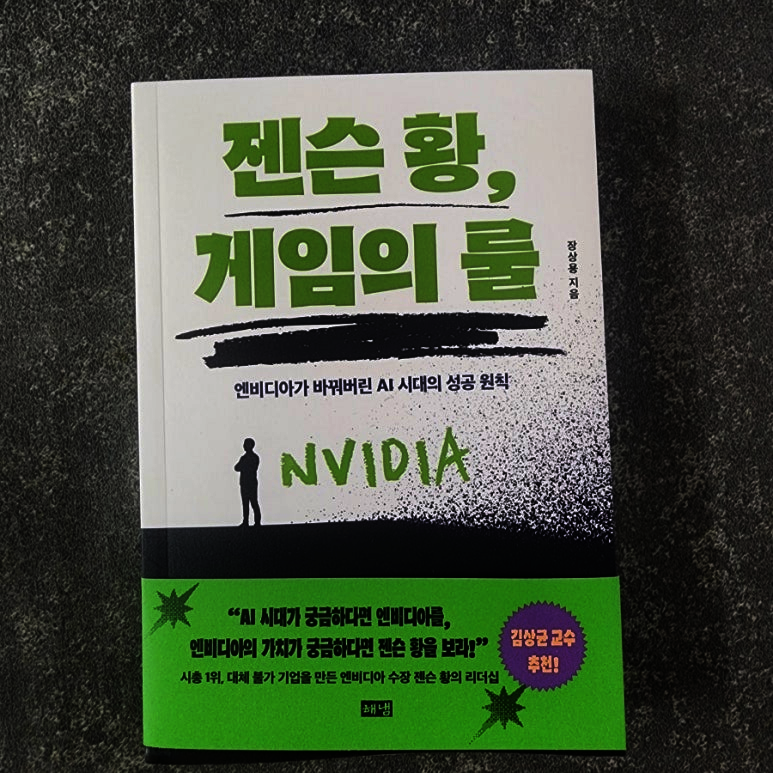 젠슨 황,
게임의 룰
장상용 지음
엔비디아가 바꿔버린 AI 시대의 성공 원칙
NVIDIA
“AI 시대가 궁금하다면 엔비디아를,
엔비디아의 가치가 궁금하다면 젠슨 황을 보라!”
김상균 교수
추천!
시총 1위, 대체 불가 기업을 만든 엔비디아 수장 젠슨 황의 리더십
해냄